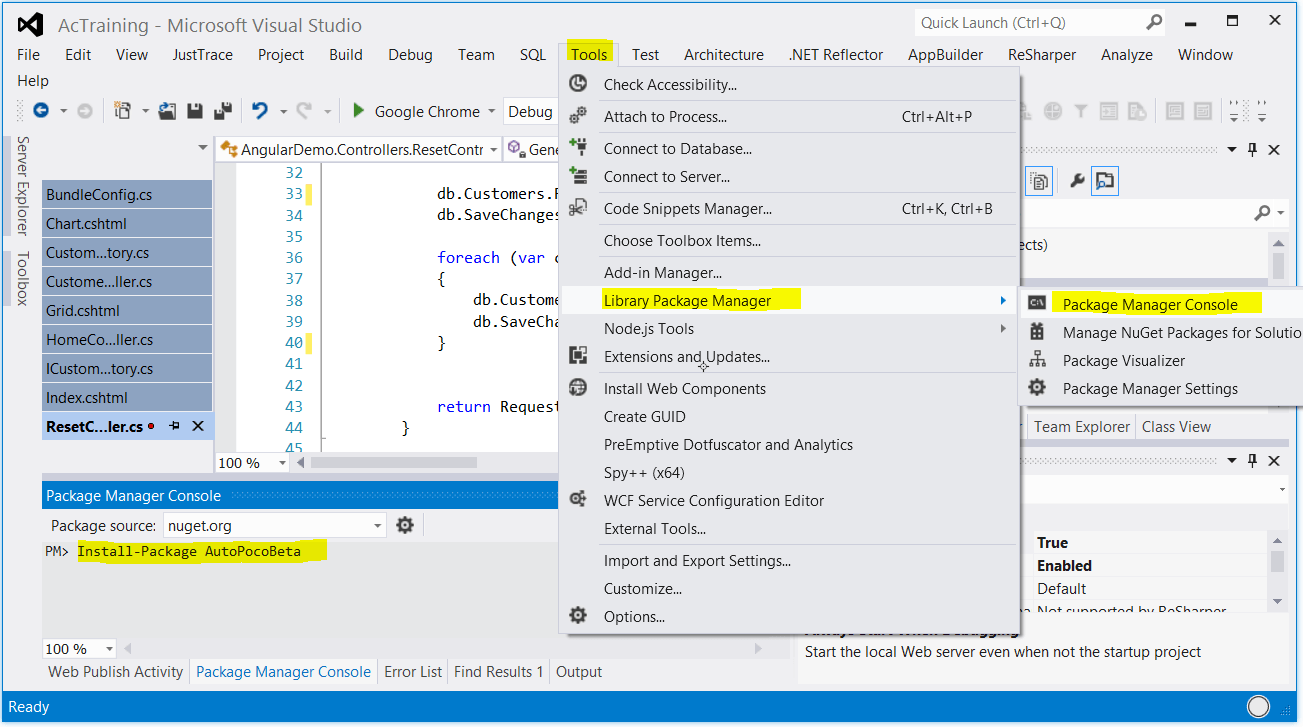 AcTraining - Microsoft Visual Studio
Quick Launch (Ctrl+Q)
File Edit View JustTrace Project Build Debug Team SQL Tools Test Architecture .NET Reflector AppBuilder ReSharper Analyze Window
Help
Google Chrome Debug
Server Explorer
Toolbox
BundleConfig.cs
Chart.cshtml
Custom...tory.cs
Custome...ller.cs
Grid.cshtml
HomeCo...ller.cs
ICustom...tory.cs
Index.cshtml
ResetC...ler.cs
AngularDemo.Controllers.ResetContr
32
33 db.Customers.
34 db.SaveChanges
35
36 foreach (var
37 {
38 db.Custome
39 db.SaveCha
40 }
41
42
43 return Request
44 }
45
100 %
Check Accessibility...
Attach to Process... Ctrl+Alt+P
Connect to Database...
Connect to Server...
Code Snippets Manager... Ctrl+K, Ctrl+B
Choose Toolbox Items...
Add-in Manager...
Library Package Manager
Node.js Tools
Extensions and Updates...
Install Web Components
Create GUID
PreEmptive Dotfuscator and Analytics
Spy++ (x64)
WCF Service Configuration Editor
External Tools...
Import and Export Settings...
Customize...
Options...
Package Manager Console
Manage NuGet Packages for Solutio
Package Visualizer
Package Manager Settings
Team Explorer Class View
True
Enabled
Default
Not supported by ReSharper
Always Start When Debugging
Start the local Web server even when not the startup project
Package Manager Console
Package source: nuget.org
PM> Install-Package AutoPocoBeta
100 %
Web Publish Activity Package Manager Console Error List Find Results 1 Output
Ready